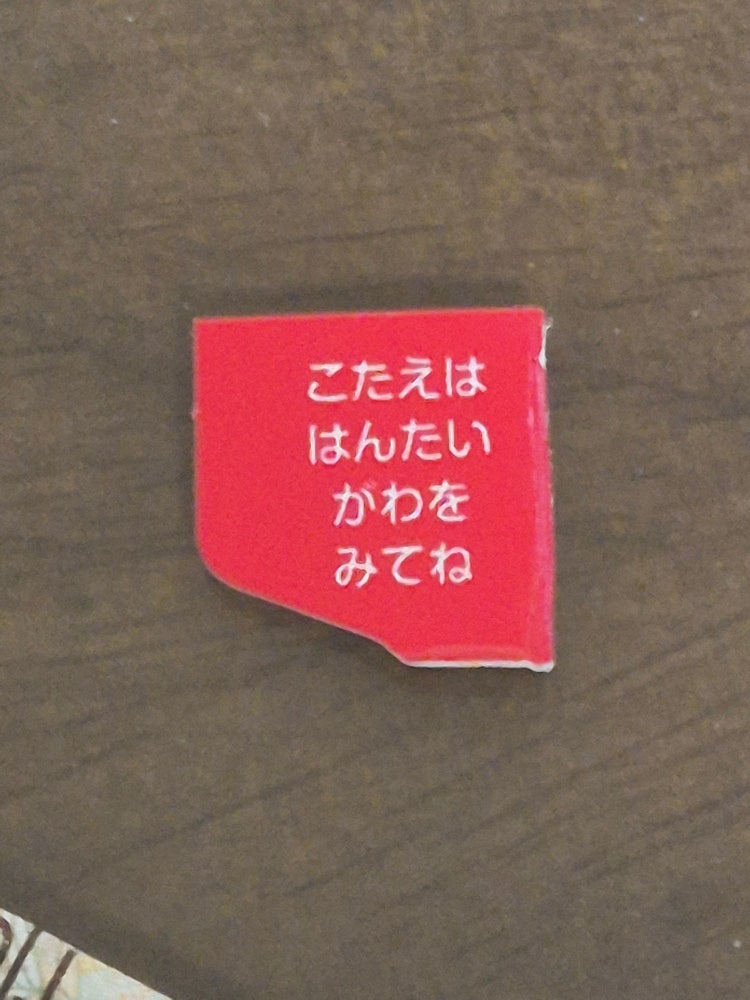 こたえは
はんたい
がわを
みてね